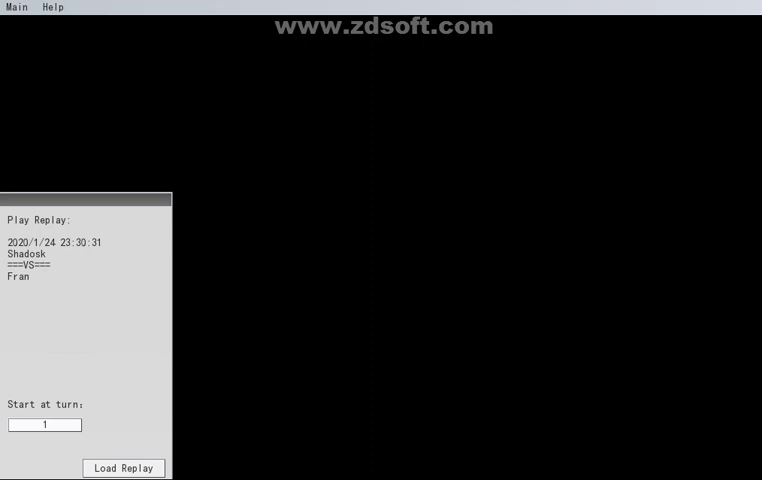 Main Help
www.zdsoft.com
Play Replay:
2020/1/24 23:30:31
Shadosk
===VS===
Fran
Start at turn:
1
Load Replay